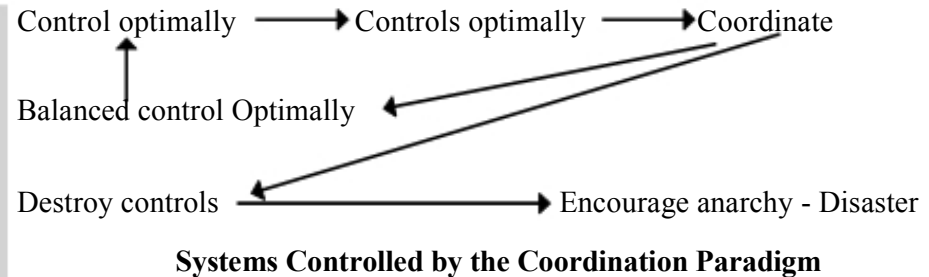 Control optimally Controls optimally Coordinate
Balanced control Optimally
Destroy controls Encourage anarchy - Disaster
Systems Controlled by the Coordination Paradigm